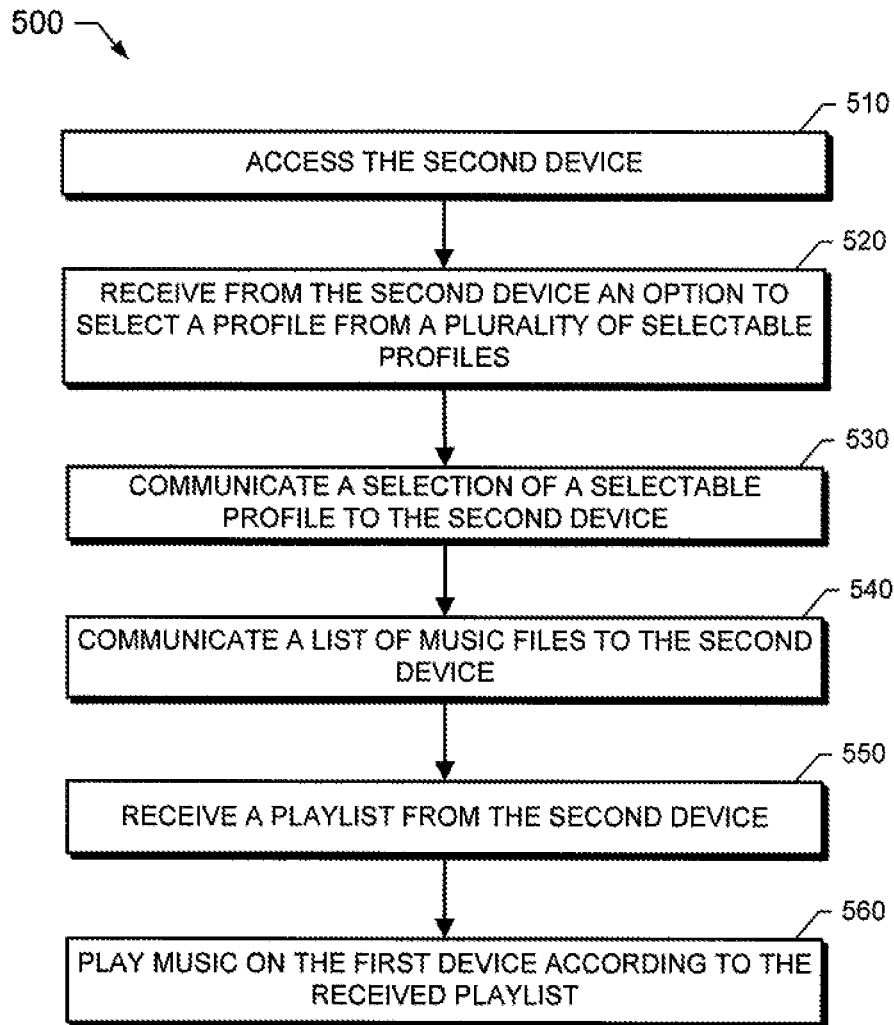 500
510
ACCESS THE SECOND DEVICE
520
RECEIVE FROM THE SECOND DEVICE AN OPTION TO
SELECT A PROFILE FROM A PLURALITY OF SELECTABLE
PROFILES
530
COMMUNICATE A SELECTION OF A SELECTABLE
PROFILE TO THE SECOND DEVICE
540
COMMUNICATE A LIST OF MUSIC FILES TO THE SECOND
DEVICE
550
RECEIVE A PLAYLIST FROM THE SECOND DEVICE
560
PLAY MUSIC ON THE FIRST DEVICE ACCORDING TO THE
RECEIVED PLAYLIST